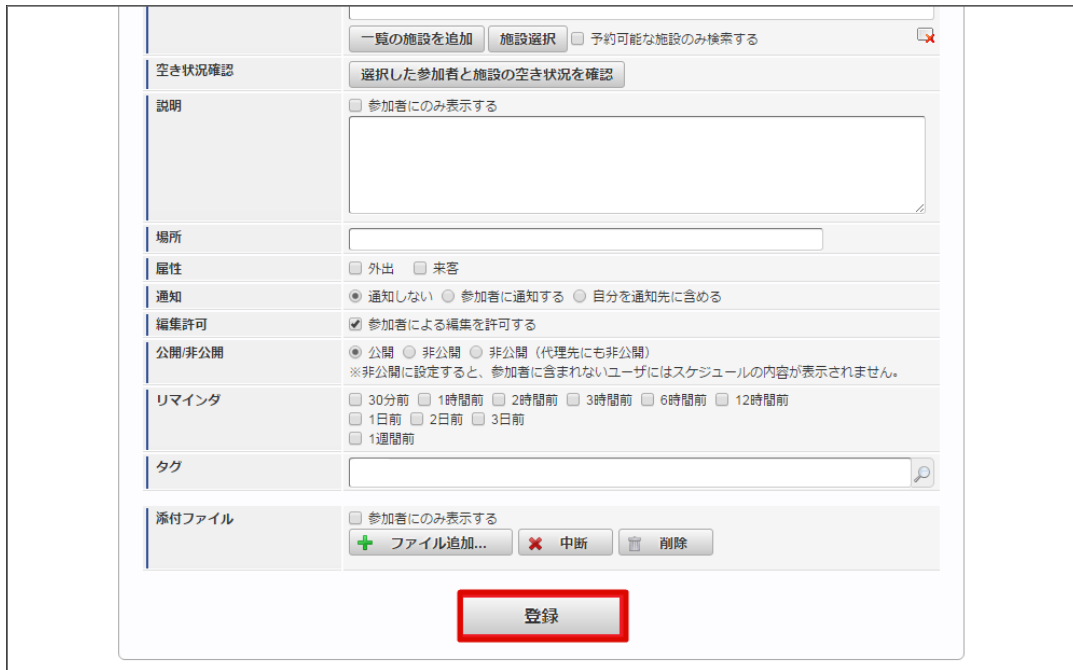 一覧の施設を追加 施設選択 予約可能な施設のみ検索する
空き状況確認 選択した参加者と施設の空き状況を確認
説明 参加者にのみ表示する
場所
属性 外出 来客
通知 通知しない 参加者に通知する 自分を通知先に含める
編集許可 参加者による編集を許可する
公開/非公開 公開 非公開 非公開（代理先にも非公開）
※非公開に設定すると、参加者に含まれないユーザにはスケジュールの内容が表示されません。
リマインダ 30分前 1時間前 2時間前 3時間前 6時間前 12時間前
1日前 2日前 3日前
1週間前
タグ
添付ファイル 参加者にのみ表示する
ファイル追加... 中断 削除
登録